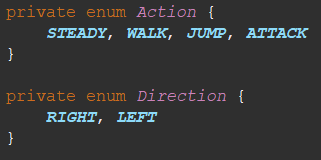 private enum Action {
STEADY, WALK, JUMP, ATTACK
}
private enum Direction {
RIGHT, LEFT
}